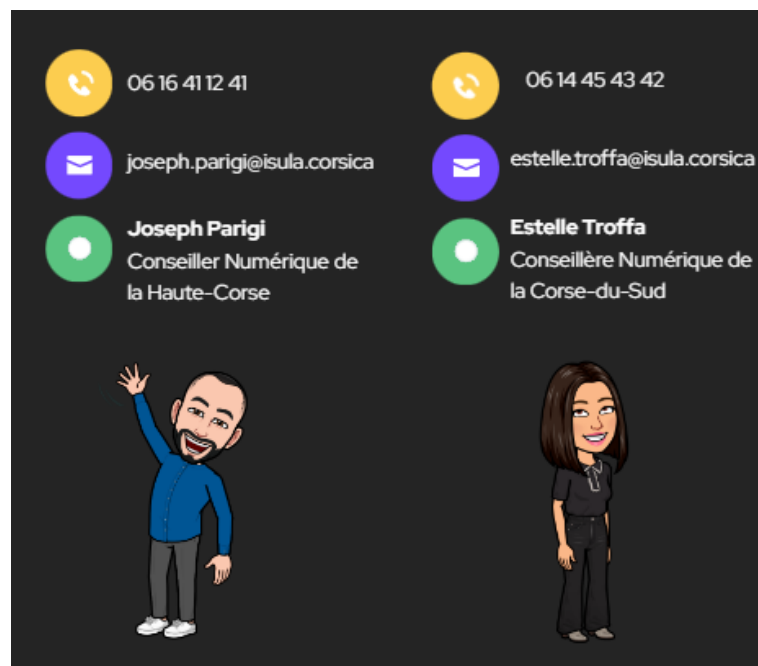 06 16 41 12 41
joseph.parigi@isula.corsica
Joseph Parigi
Conseiller Numérique de
la Haute-Corse
06 14 45 43 42
estelle.troffa@isula.corsica
Estelle Troffa
Conseillère Numérique de
la Corse-du-Sud